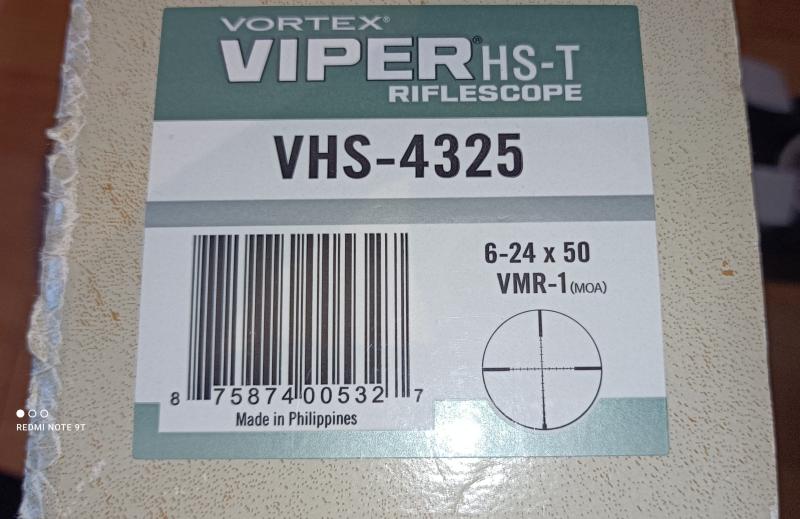 VORTEX®
VIPER® HS-T
RIFLESCOPE
VHS-4325
6-24 x 50
VMR-1 (MOA)
8 75874 00532 7
Made in Philippines
REDMI NOTE 9T